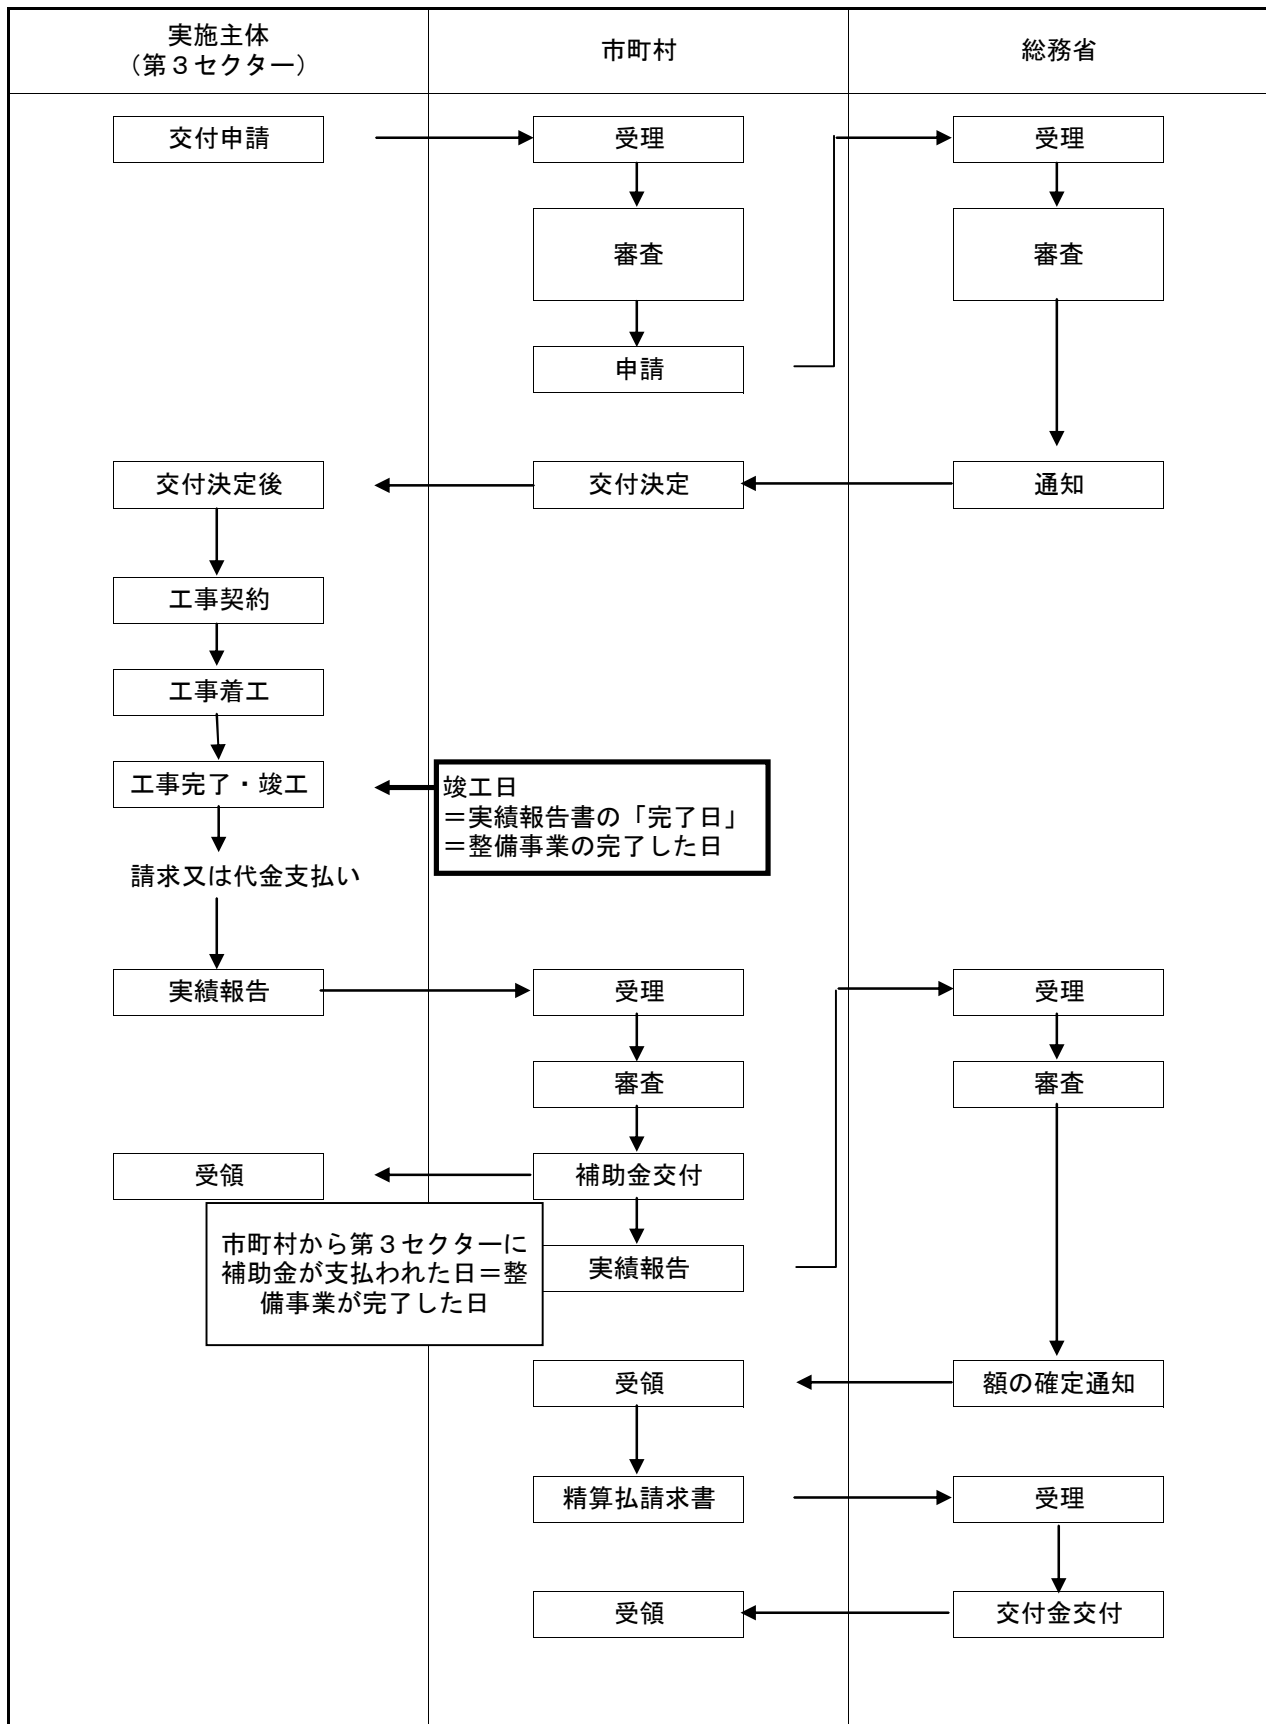 実施主体
（第３セクター）
市町村
総務省
交付申請
受理
受理
審査
審査
申請
交付決定後
交付決定
通知
工事契約
工事着工
工事完了・竣工
竣工日
＝実績報告書の「完了日」
＝整備事業の完了した日
請求又は代金支払い
実績報告
受理
受理
審査
審査
受領
補助金交付
市町村から第３セクターに
補助金が支払われた日＝整
備事業が完了した日
実績報告
受領
額の確定通知
精算払請求書
受理
受領
交付金交付